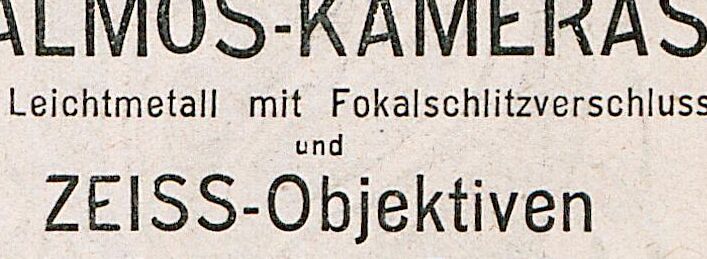 ALMOS-KAMERAS
Leichtmetall mit Fokalschlitzverschluss
und
ZEISS-Objektiven